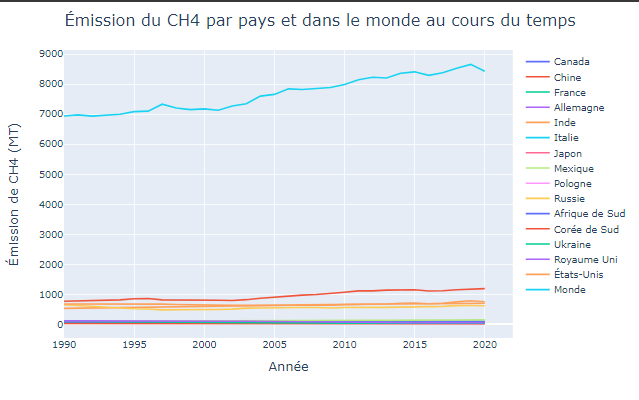 Émission du CH4 par pays et dans le monde au cours du temps
9000
8000
7000
6000
5000
4000
3000
2000
1000
0
Émission de CH4 (MT)
1990
1995
2000
2005
2010
2015
2020
Année
Canada
Chine
France
Allemagne
Inde
Italie
Japon
Mexique
Pologne
Russie
Afrique de Sud
Corée de Sud
Ukraine
Royaume Uni
États-Unis
Monde